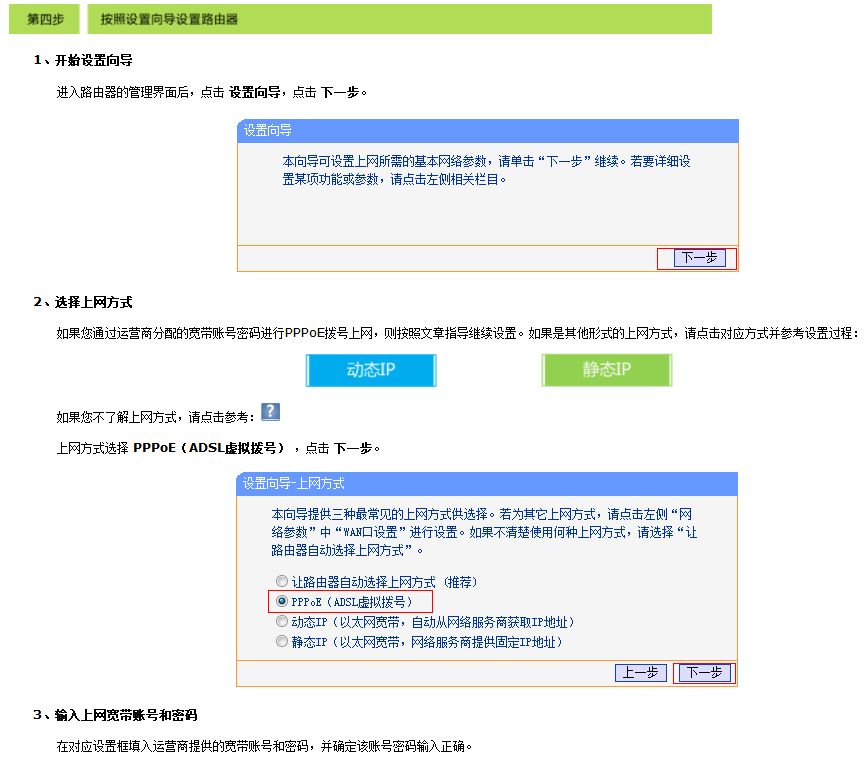 第四步 按照设置向导设置路由器
1、开始设置向导
进入路由器的管理界面后，点击 设置向导，点击 下一步。
设置向导
本向导可设置上网所需的基本网络参数，请单击“下一步”继续。若要详细设
置某项功能或参数，请点击左侧相关栏目。
下一步
2、选择上网方式
如果您通过运营商分配的宽带账号密码进行PPPoE拨号上网，则按照文章指导继续设置。如果是其他形式的上网方式，请点击对应方式并参考设置过程：
动态IP 静态IP
如果您不了解上网方式，请点击参考： ?
上网方式选择 PPPoE（ADSL虚拟拨号），点击 下一步。
设置向导-上网方式
本向导提供三种最常见的上网方式供选择。若为其它上网方式，请点击左侧“网
络参数”中“WAN口设置”进行设置。如果不清楚使用何种上网方式，请选择“让
路由器自动选择上网方式”。
让路由器自动选择上网方式（推荐）
PPPoE（ADSL虚拟拨号）
动态IP（以太网宽带，自动从网络服务商获取IP地址）
静态IP（以太网宽带，网络服务商提供固定IP地址）
上一步 下一步
3、输入上网宽带账号和密码
在对应设置框填入运营商提供的宽带账号和密码，并确定该账号密码输入正确。